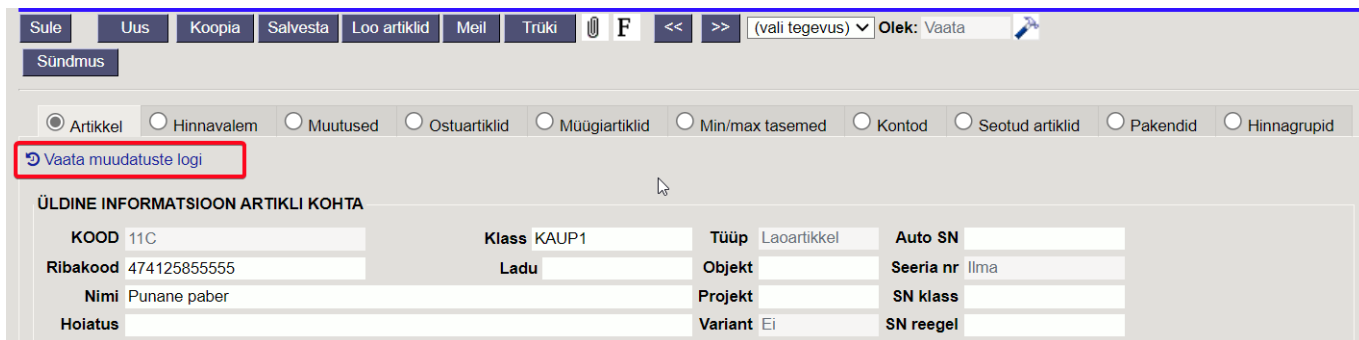 Sule Uus Koopia Salvesta Loo artiklid Meil Trüki F << >> (vali tegevus) Olek: Vaata
Sündmus
Artikkel Hinnavalem Muutused Ostuartiklid Müügiartiklid Min/max tasemed Kontod Seotud artiklid Pakendid Hinnagrupid
Vaata muudatuste logi
ÜLDINE INFORMATSIOON ARTIKLI KOHTA
KOOD 11C Klass KAUP1 Tüüp Laoartikkel Auto SN
Ribakood 474125855555 Ladu Objekt Seeria nr Ilma
Nimi Punane paber Projekt SN klass
Hoiatus Variant Ei SN reegel